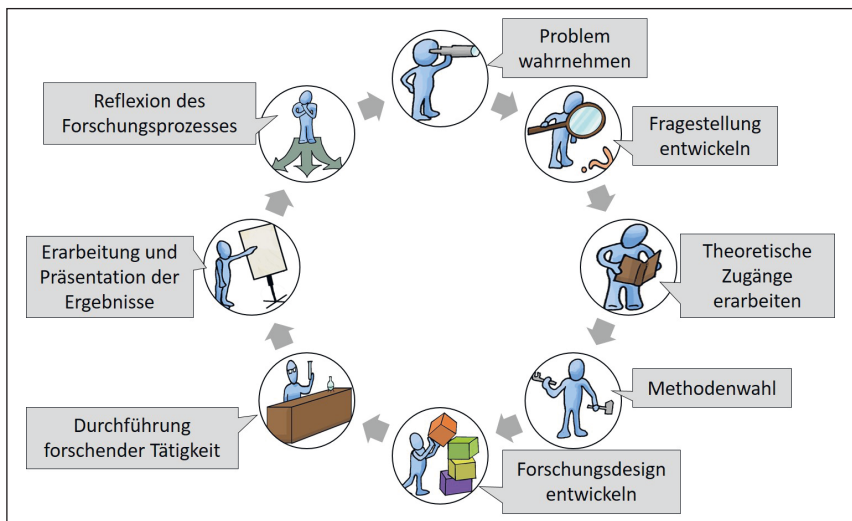 Problem
wahrnehmen
Fragestellung
entwickeln
Theoretische
Zugänge
erarbeiten
Methodenwahl
Forschungsdesign
entwickeln
Durchführung
forschender Tätigkeit
Erarbeitung und
Präsentation der
Ergebnisse
Reflexion des
Forschungsprozesses